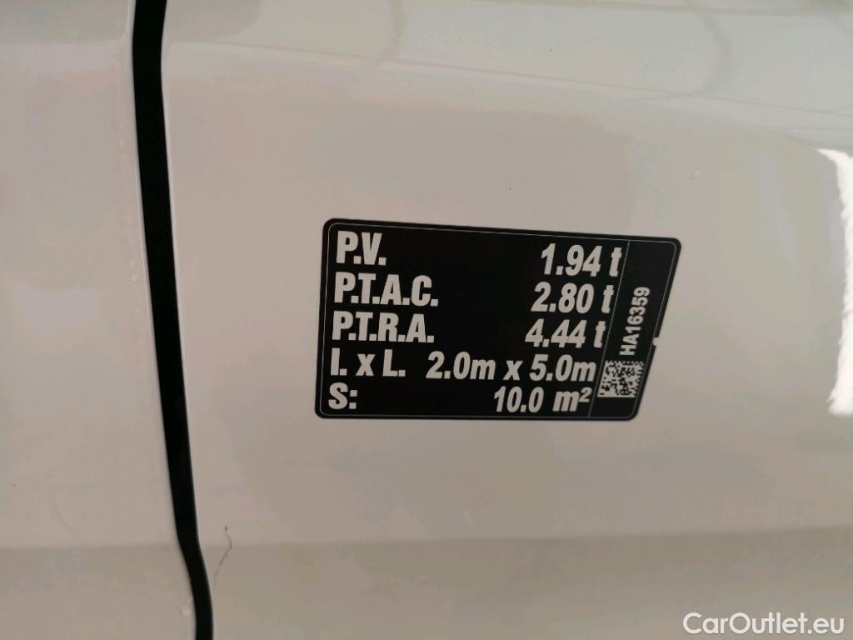 P.V. 1.94 t
P.T.A.C. 2.80 t
P.T.R.A. 4.44 t
l. x L. 2.0m x 5.0m
S: 10.0 m²
HA16359
CarOutlet.eu